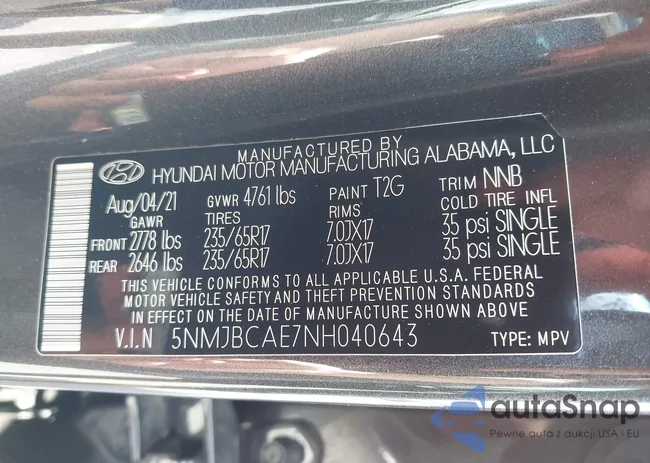 MANUFACTURED BY
HYUNDAI MOTOR MANUFACTURING ALABAMA, LLC
Aug/04/21 GVWR 4761 lbs PAINT T2G TRIM NNB
GAWR TIRES RIMS COLD TIRE INFL
FRONT 2778 lbs 235/65R17 7.0JX17 35 psi SINGLE
REAR 2646 lbs 235/65R17 7.0JX17 35 psi SINGLE
THIS VEHICLE CONFORMS TO ALL APPLICABLE U.S.A. FEDERAL
MOTOR VEHICLE SAFETY AND THEFT PREVENTION STANDARDS
IN EFFECT ON THE DATE OF MANUFACTURE SHOWN ABOVE.
V.I.N 5NMJBCAE7NH040643 TYPE: MPV
autaSnap
Pewne auta z aukcji USA i EU